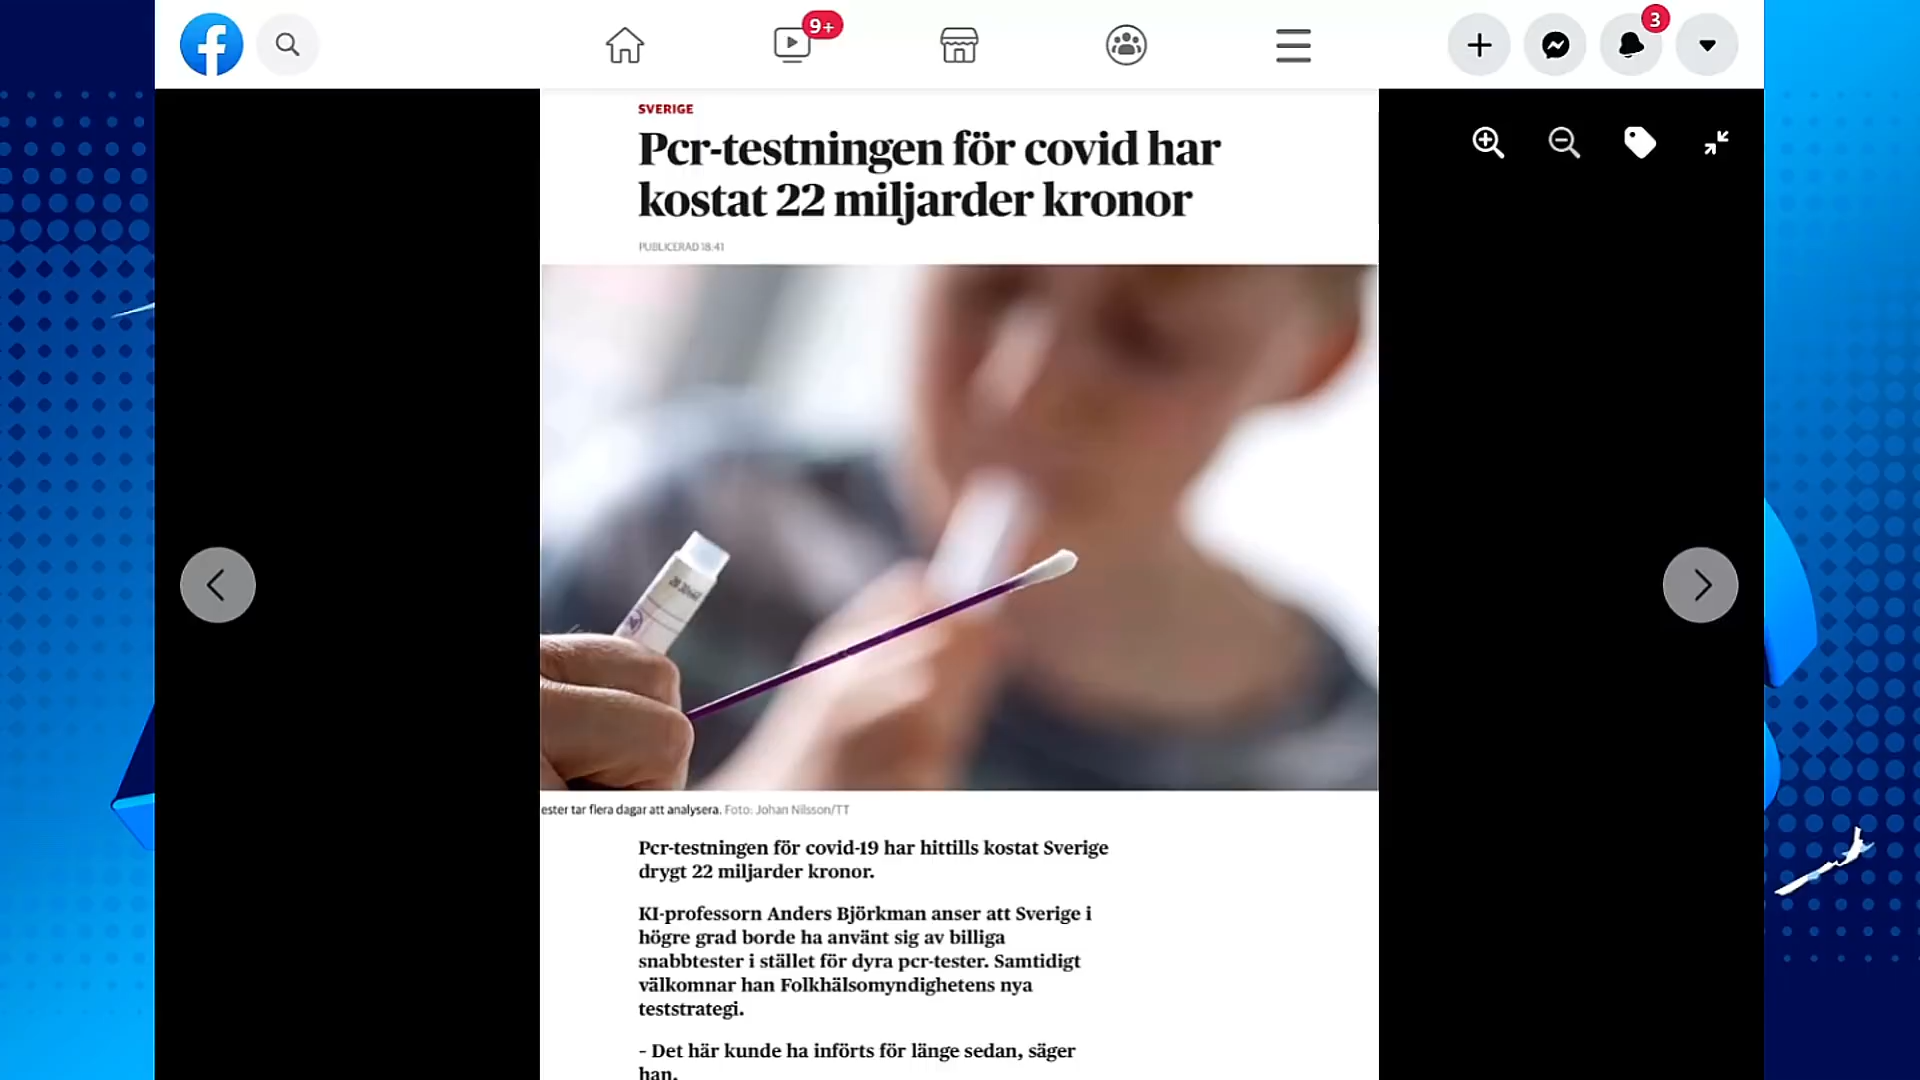 9+
3
SVERIGE
Pcr-testningen för covid har
kostat 22 miljarder kronor
PUBLICERAD 18:41
ester tar flera dagar att analysera. Foto: Johan Nilsson/TT
Pcr-testningen för covid-19 har hittills kostat Sverige
drygt 22 miljarder kronor.
KI-professorn Anders Björkman anser att Sverige i
högre grad borde ha använt sig av billiga
snabbtester i stället för dyra pcr-tester. Samtidigt
välkomnar han Folkhälsomyndighetens nya
teststrategi.
– Det här kunde ha införts för länge sedan, säger
han.